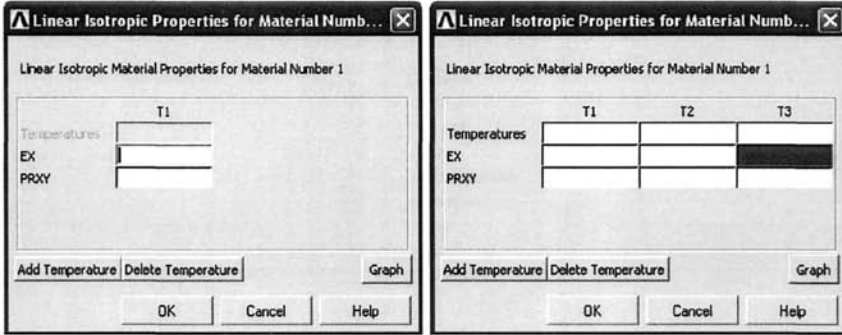 Linear Isotropic Properties for Material Numb...
Linear Isotropic Material Properties for Material Number 1
T1
Temperatures
EX
PRXY
Add Temperature Delete Temperature Graph
OK Cancel Help
Linear Isotropic Properties for Material Numb...
Linear Isotropic Material Properties for Material Number 1
T1 T2 T3
Temperatures
EX
PRXY
Add Temperature Delete Temperature Graph
OK Cancel Help